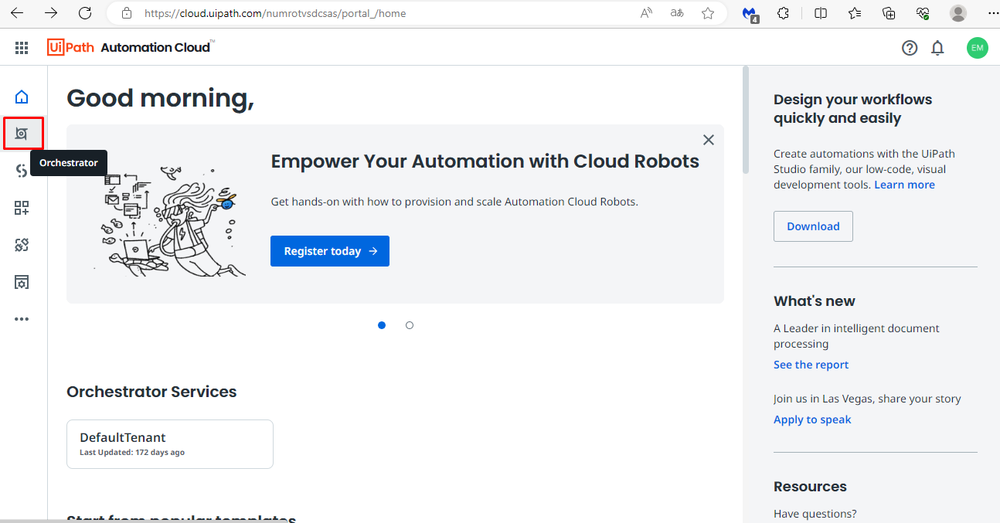 https://cloud.uipath.com/numrotvsdcsas/portal_/home
4
UiPath Automation Cloud™
EM
Good morning,
Orchestrator
Empower Your Automation with Cloud Robots
Get hands-on with how to provision and scale Automation Cloud Robots.
Register today
Orchestrator Services
DefaultTenant
Last Updated: 172 days ago
Start from popular templates
Design your workflows
quickly and easily
Create automations with the UiPath
Studio family, our low-code, visual
development tools. Learn more
Download
What's new
A Leader in intelligent document
processing
See the report
Join us in Las Vegas, share your story
Apply to speak
Resources
Have questions?